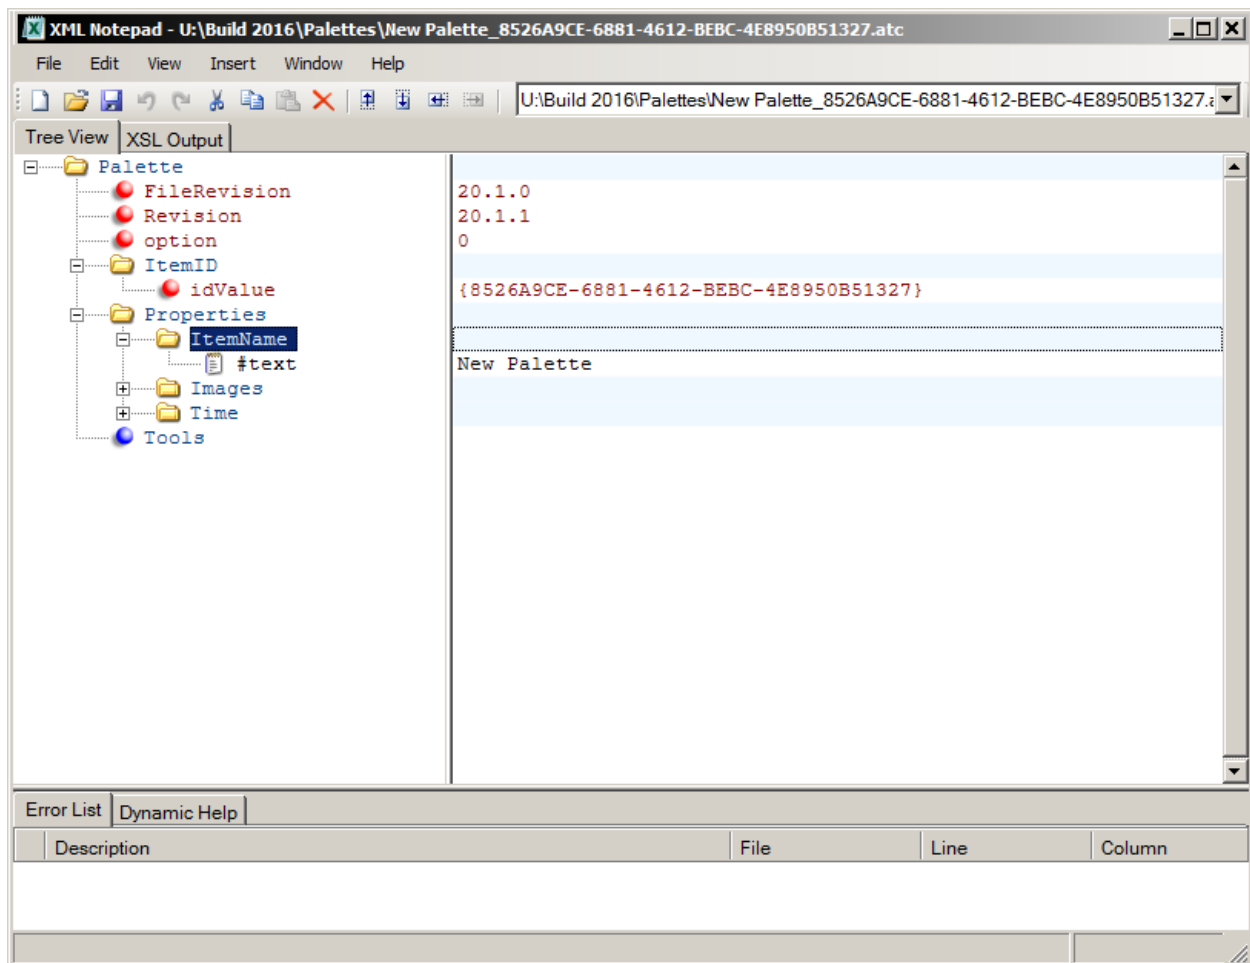 XML Notepad - U:\Build 2016\Palettes\New Palette_8526A9CE-6881-4612-BEBC-4E8950B51327.atc
File Edit View Insert Window Help
U:\Build 2016\Palettes\New Palette_8526A9CE-6881-4612-BEBC-4E8950B51327.a
Tree View XSL Output
Palette
FileRevision 20.1.0
Revision 20.1.1
option 0
ItemID
idValue {8526A9CE-6881-4612-BEBC-4E8950B51327}
Properties
ItemName
#text New Palette
Images
Time
Tools
Error List Dynamic Help
Description File Line Column